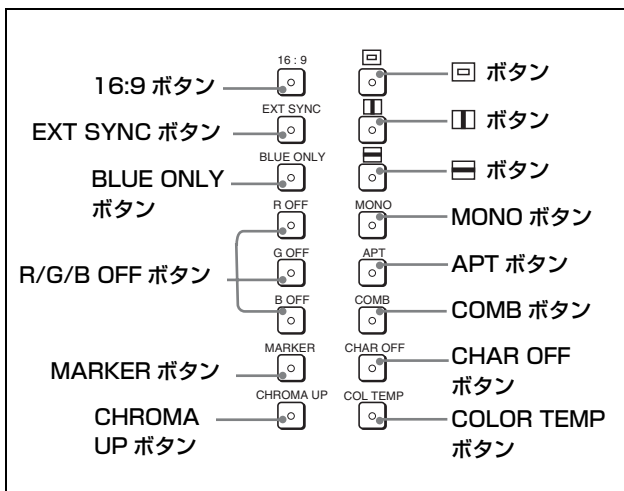 16 : 9
16:9 ボタン
ボタン
EXT SYNC
EXT SYNC ボタン
ボタン
BLUE ONLY
BLUE ONLY
ボタン
ボタン
R OFF
MONO
MONO ボタン
G OFF
APT
R/G/B OFF ボタン
APT ボタン
B OFF
COMB
COMB ボタン
MARKER
CHAR OFF
MARKER ボタン
CHAR OFF
ボタン
CHROMA UP
COL TEMP
CHROMA
UP ボタン
COLOR TEMP
ボタン